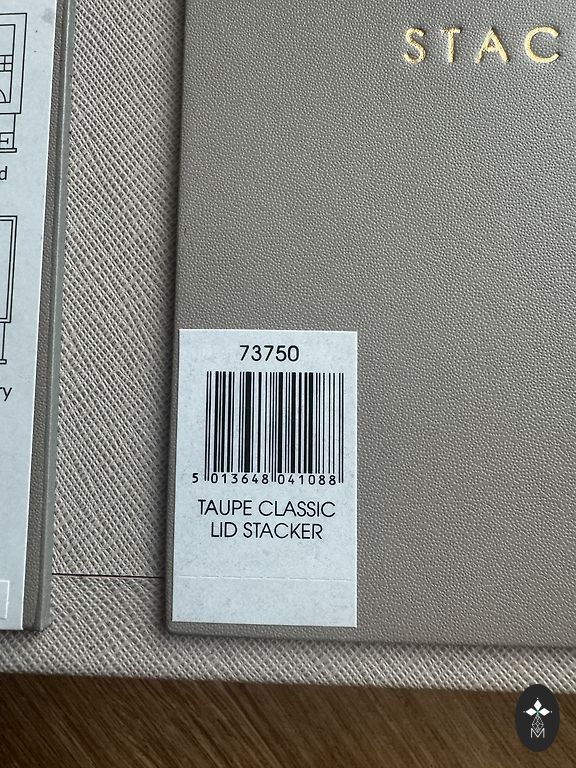 STAC
73750
5 013648 041088
TAUPE CLASSIC
LID STACKER
E
d
ry
M